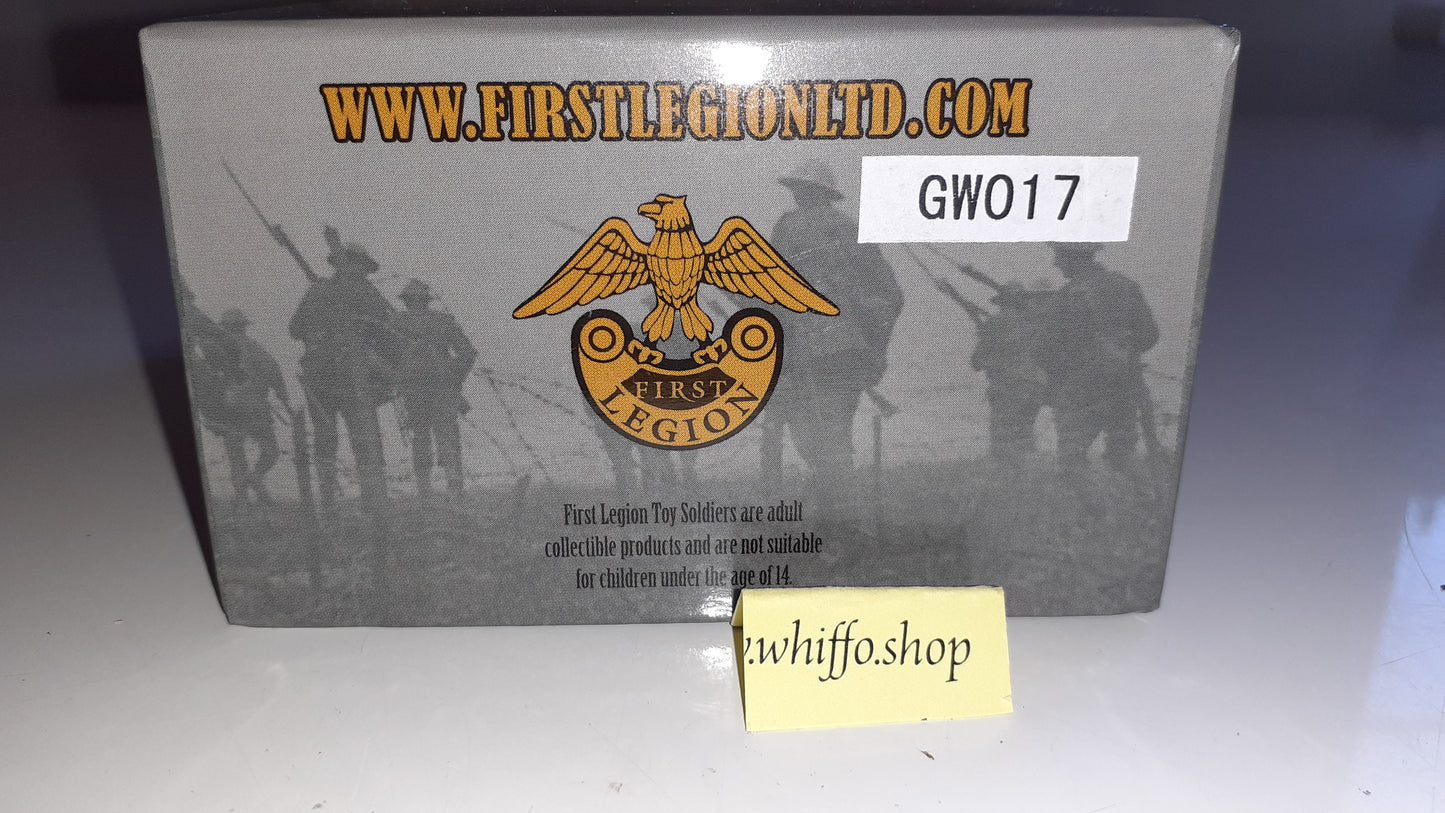 WWW.FIRSTLEGIONLTD.COM
GW017
FIRST
LEGION
First Legion Toy Soldiers are adult
collectible products and are not suitable
for children under the age of 14.
.whiffo.shop